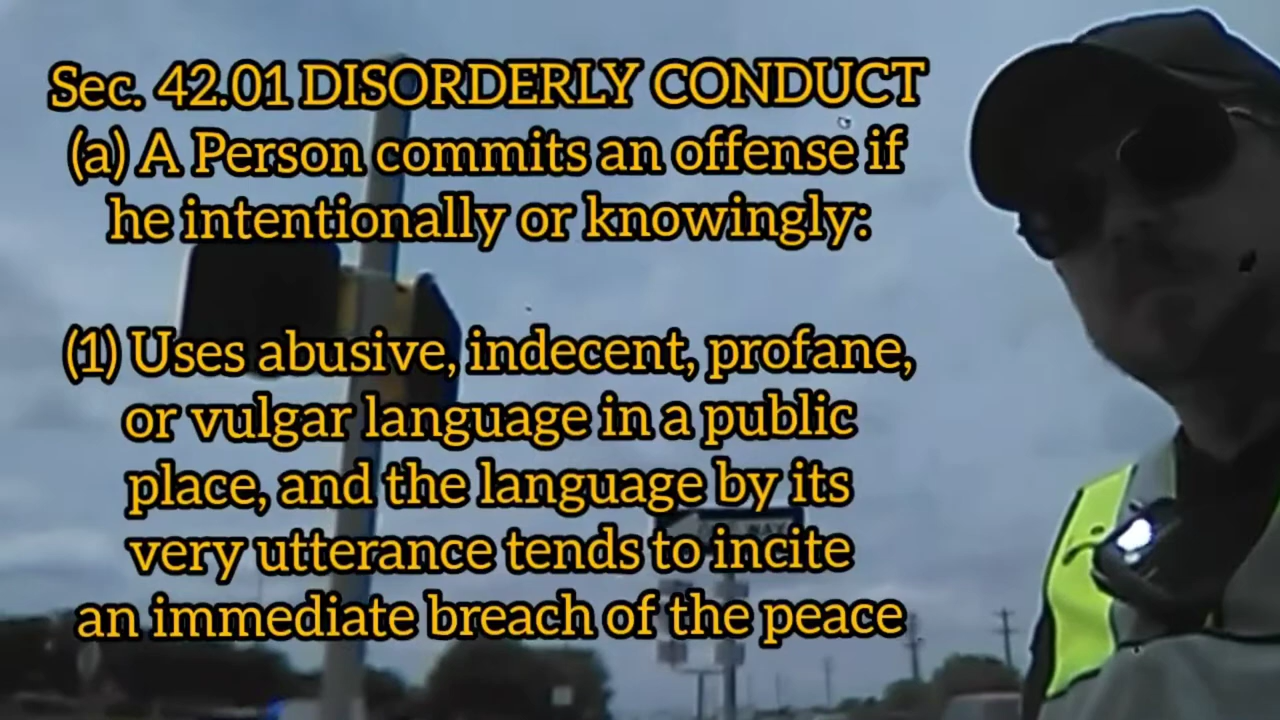 Sec. 42.01 DISORDERLY CONDUCT
(a) A Person commits an offense if
he intentionally or knowingly:
(1) Uses abusive, indecent, profane,
or vulgar language in a public
place, and the language by its
very utterance tends to incite
an immediate breach of the peace